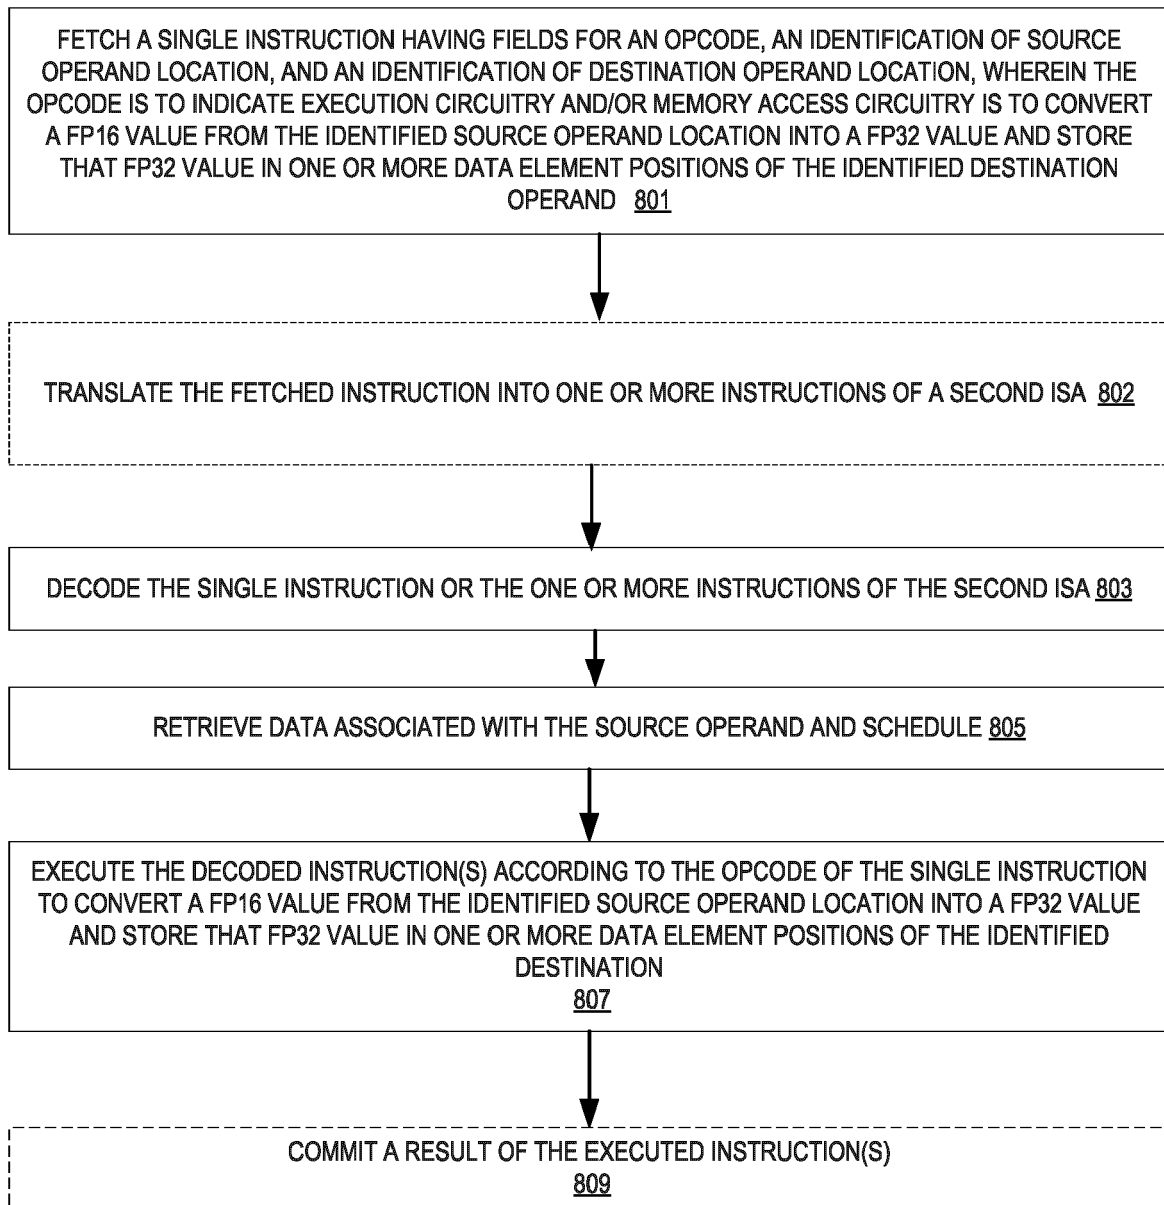 FETCH A SINGLE INSTRUCTION HAVING FIELDS FOR AN OPCODE, AN IDENTIFICATION OF SOURCE
OPERAND LOCATION, AND AN IDENTIFICATION OF DESTINATION OPERAND LOCATION, WHEREIN THE
OPCODE IS TO INDICATE EXECUTION CIRCUITRY AND/OR MEMORY ACCESS CIRCUITRY IS TO CONVERT
A FP16 VALUE FROM THE IDENTIFIED SOURCE OPERAND LOCATION INTO A FP32 VALUE AND STORE
THAT FP32 VALUE IN ONE OR MORE DATA ELEMENT POSITIONS OF THE IDENTIFIED DESTINATION
OPERAND 801
TRANSLATE THE FETCHED INSTRUCTION INTO ONE OR MORE INSTRUCTIONS OF A SECOND ISA 802
DECODE THE SINGLE INSTRUCTION OR THE ONE OR MORE INSTRUCTIONS OF THE SECOND ISA 803
RETRIEVE DATA ASSOCIATED WITH THE SOURCE OPERAND AND SCHEDULE 805
EXECUTE THE DECODED INSTRUCTION(S) ACCORDING TO THE OPCODE OF THE SINGLE INSTRUCTION
TO CONVERT A FP16 VALUE FROM THE IDENTIFIED SOURCE OPERAND LOCATION INTO A FP32 VALUE
AND STORE THAT FP32 VALUE IN ONE OR MORE DATA ELEMENT POSITIONS OF THE IDENTIFIED
DESTINATION
807
COMMIT A RESULT OF THE EXECUTED INSTRUCTION(S)
809